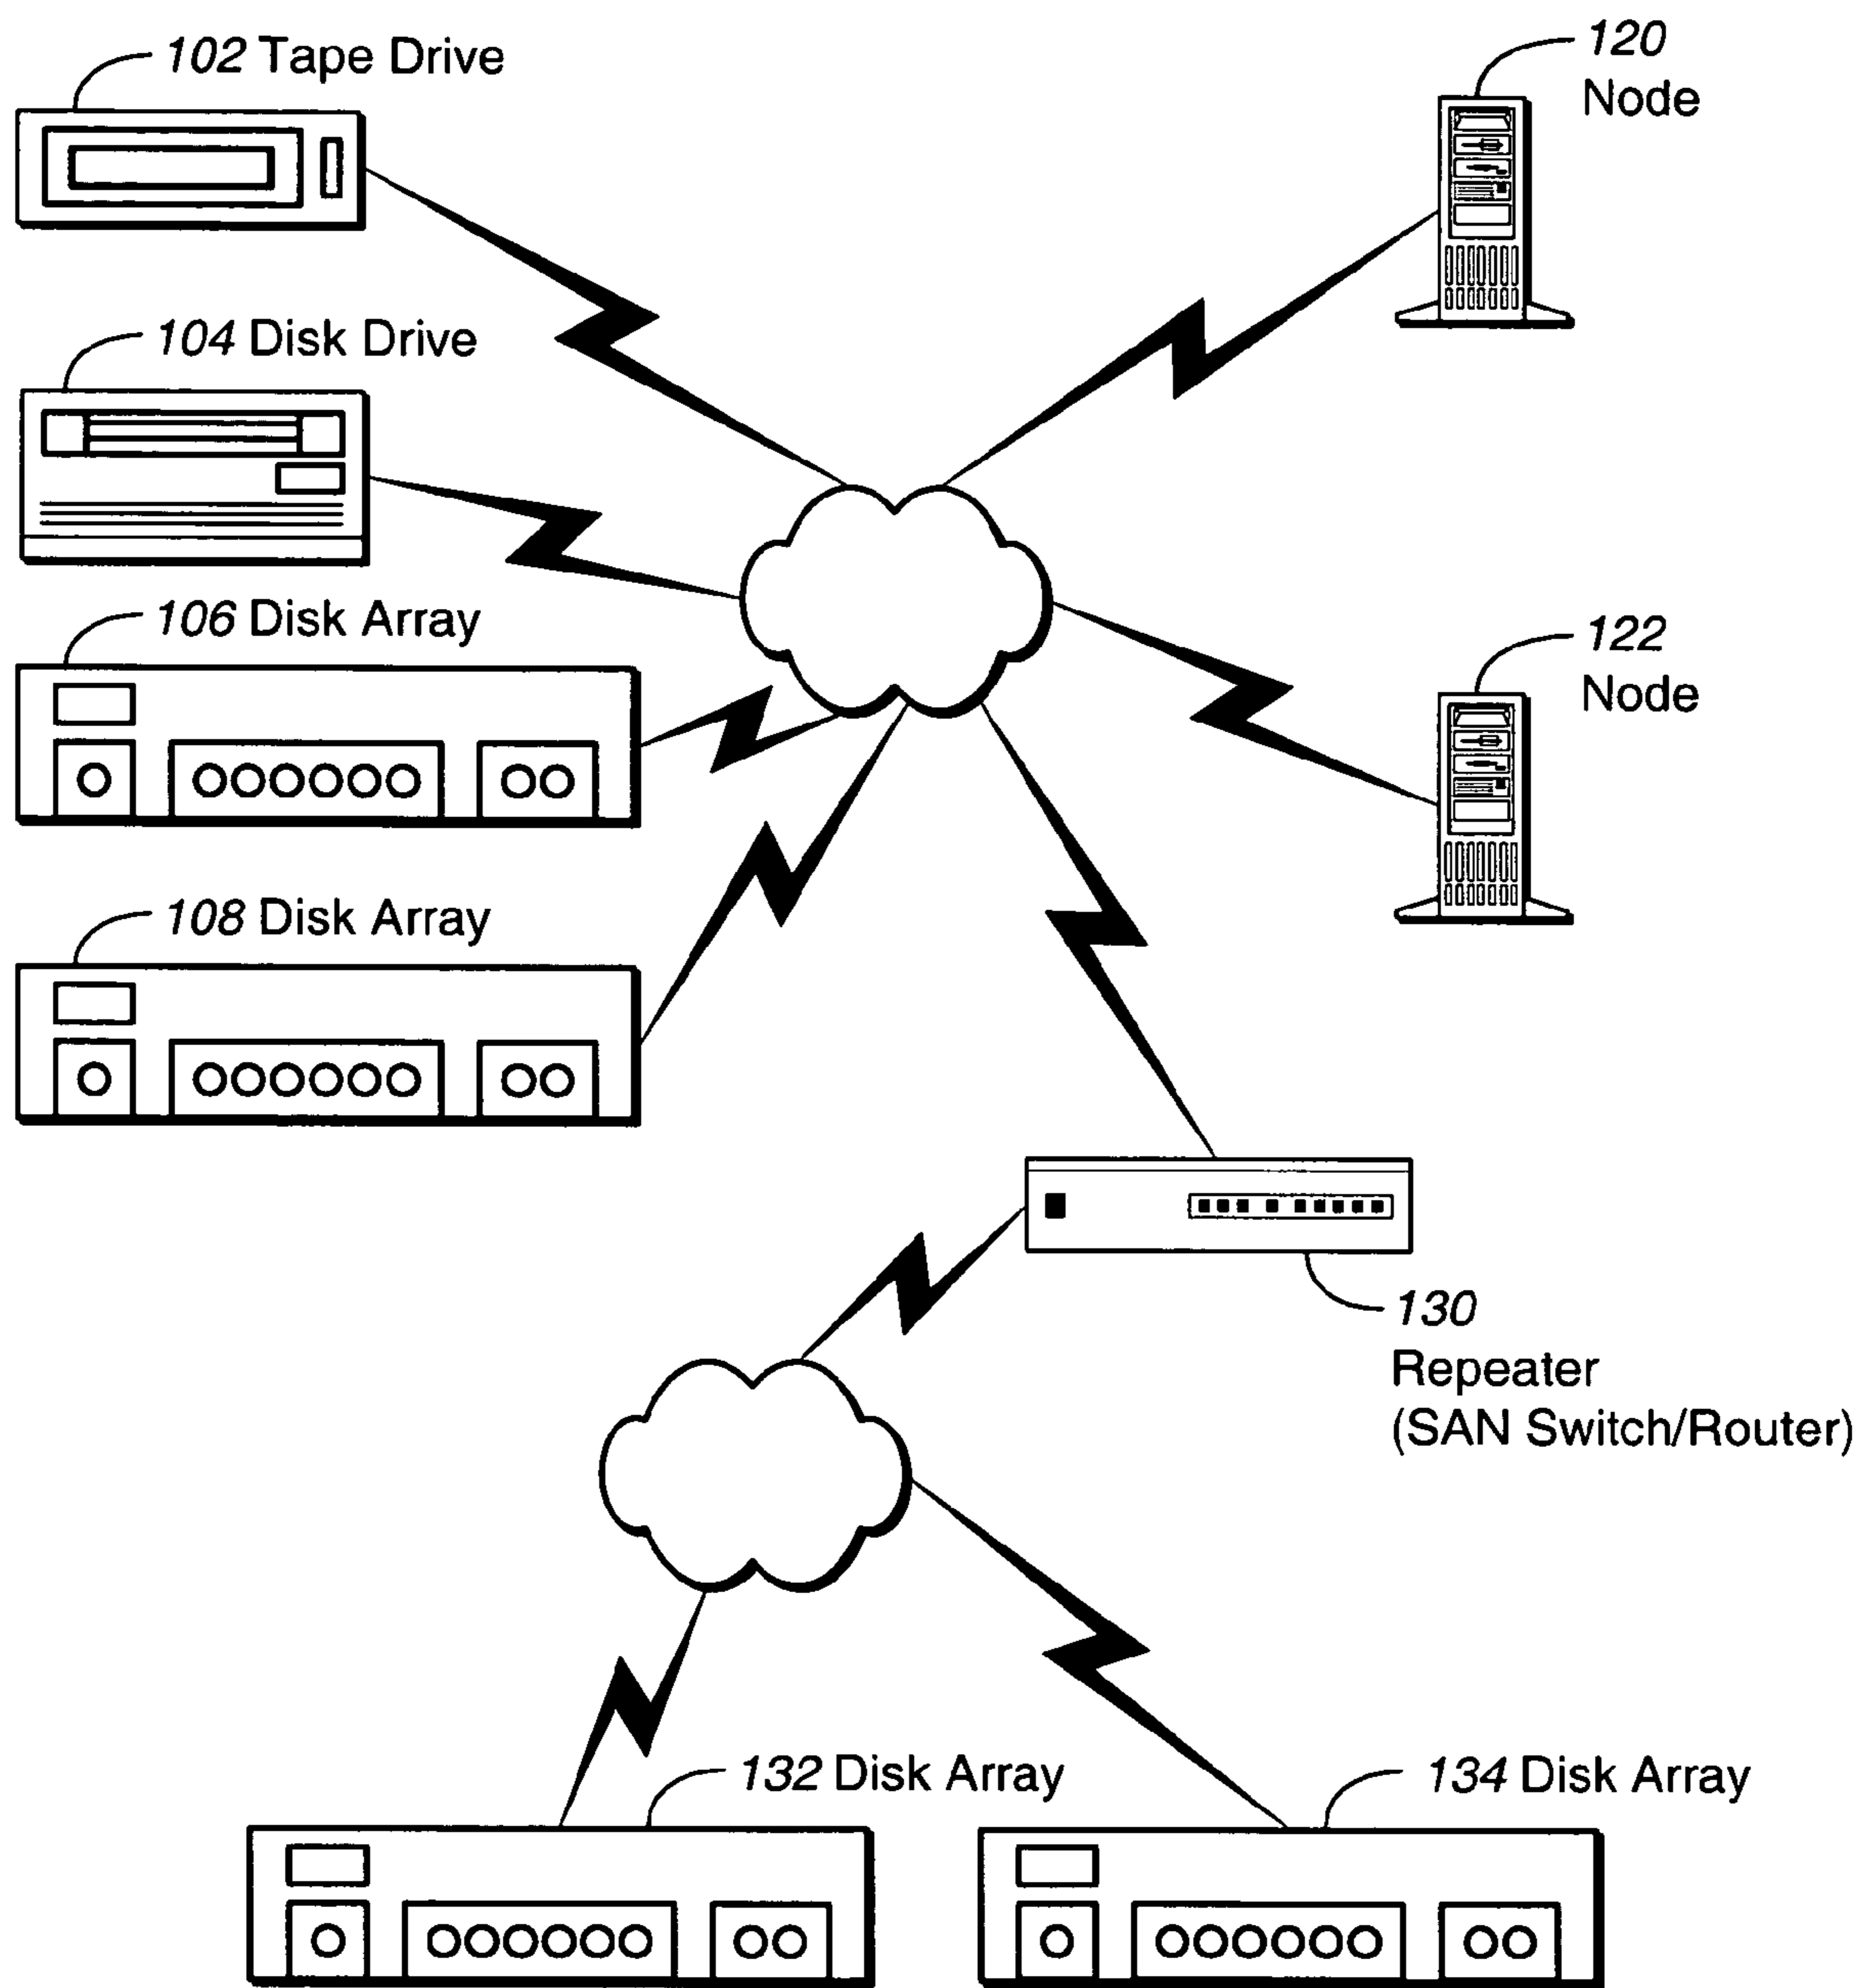 102 Tape Drive
120
Node
104 Disk Drive
106 Disk Array
122
Node
108 Disk Array
130
Repeater
(SAN Switch/Router)
132 Disk Array
134 Disk Array